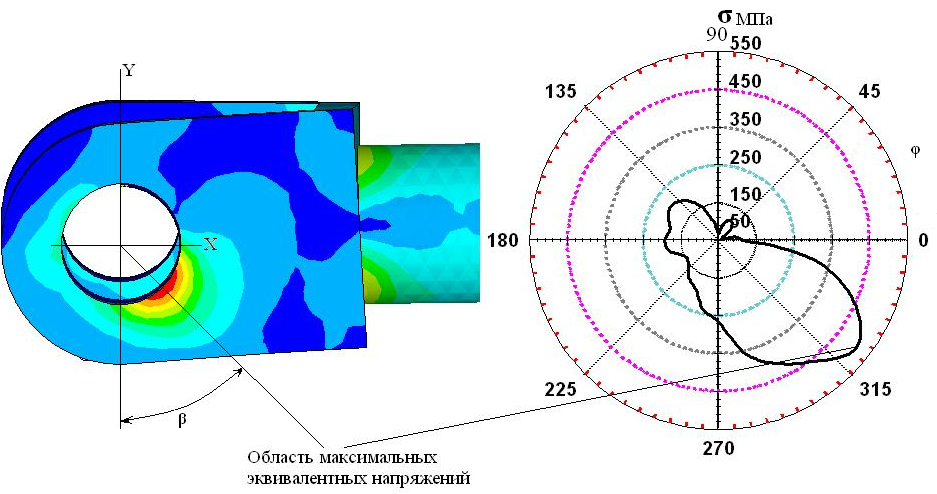 Y
X
β
σ МПа
90
550
450
350
250
150
50
135
45
φ
180
0
225
315
270
Область максимальных
эквивалентных напряжений